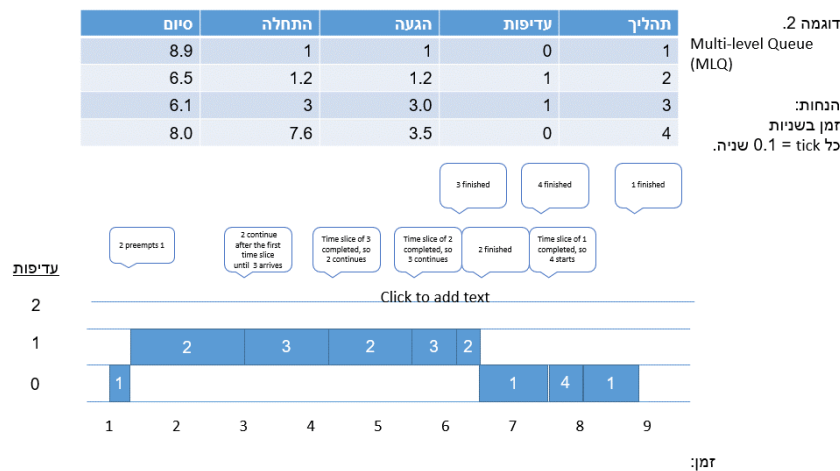 דוגמה 2.
Multi-level Queue
(MLQ)
הנחות:
זמן בשניות
כל tick = 0.1 שניה.
תהליך עדיפות הגעה התחלה סיום
1 0 1 1 8.9
2 1 1.2 1.2 6.5
3 1 3.0 3 6.1
4 0 3.5 7.6 8.0
3 finished
4 finished
1 finished
2 preempts 1
2 continue
after the first
time slice
until 3 arrives
Time slice of 3
completed, so
2 continues
Time slice of 2
completed, so
3 continues
2 finished
Time slice of 1
completed, so
4 starts
עדיפות
Click to add text
2
1
2 3 2 3 2
0
1 1 4 1
1 2 3 4 5 6 7 8 9
זמן: